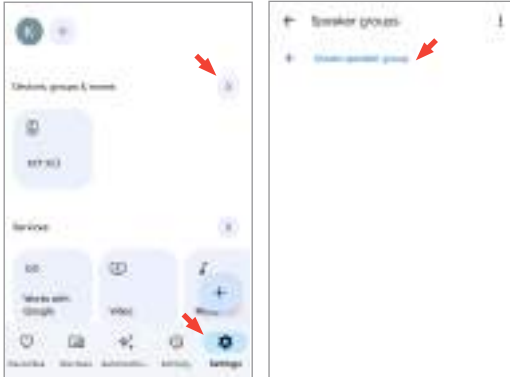 K
Devices, groups & rooms
Services
Works with
Google
Video
Favorites
Devices
Automations
Activity
Settings
Speaker groups
Create speaker group